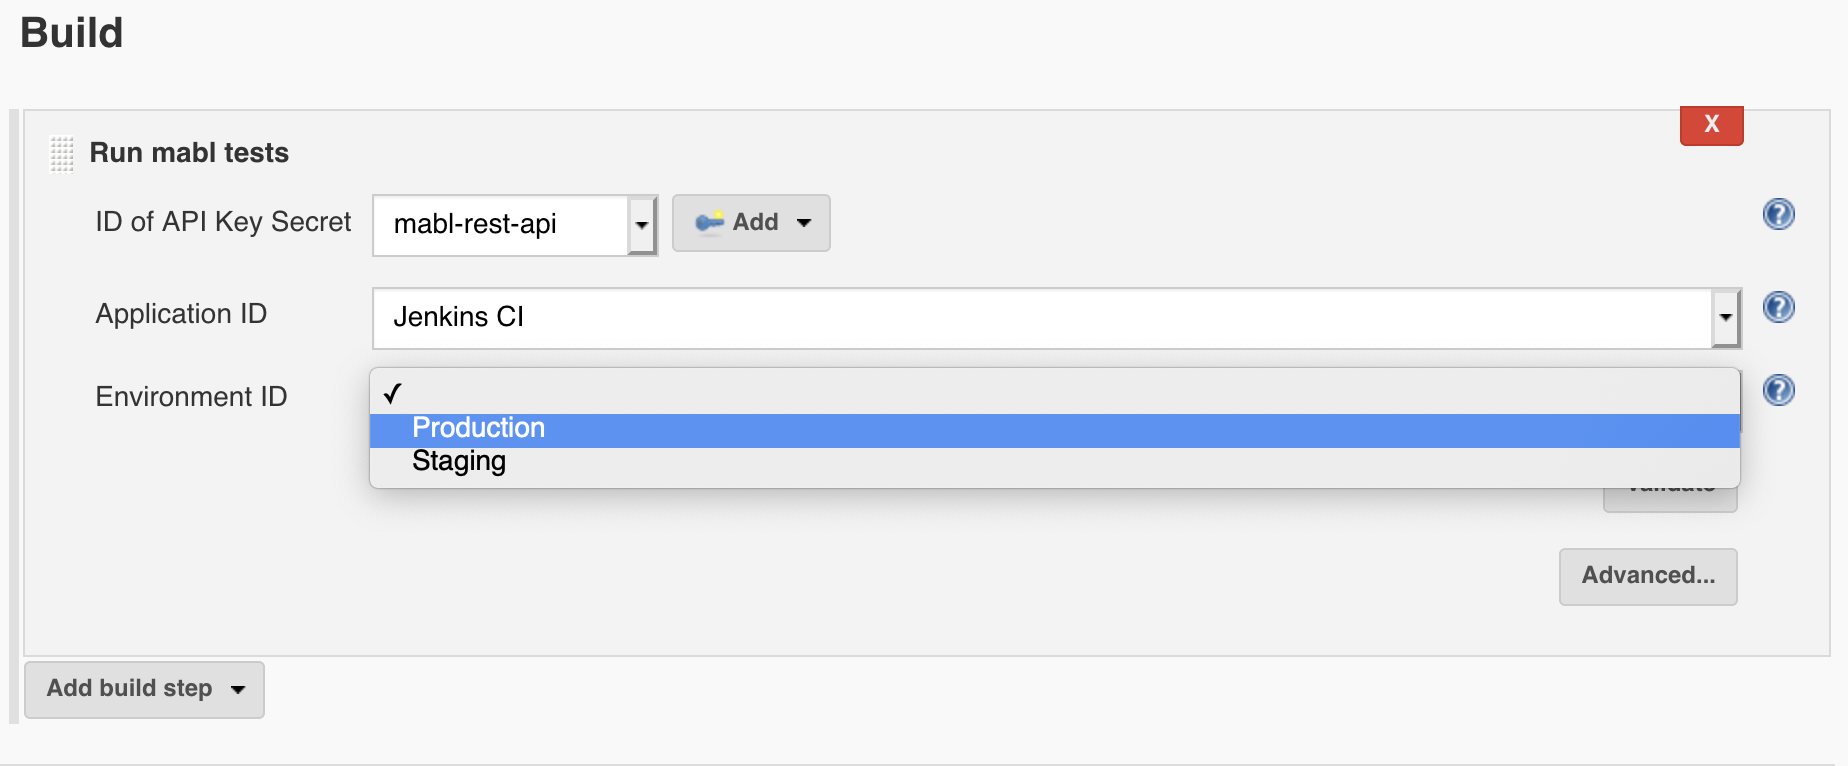 Build
X
Run mabl tests
ID of API Key Secret mabl-rest-api Add ?
Application ID Jenkins CI ?
Environment ID ✓ ?
Production
Staging
Advanced...
Add build step